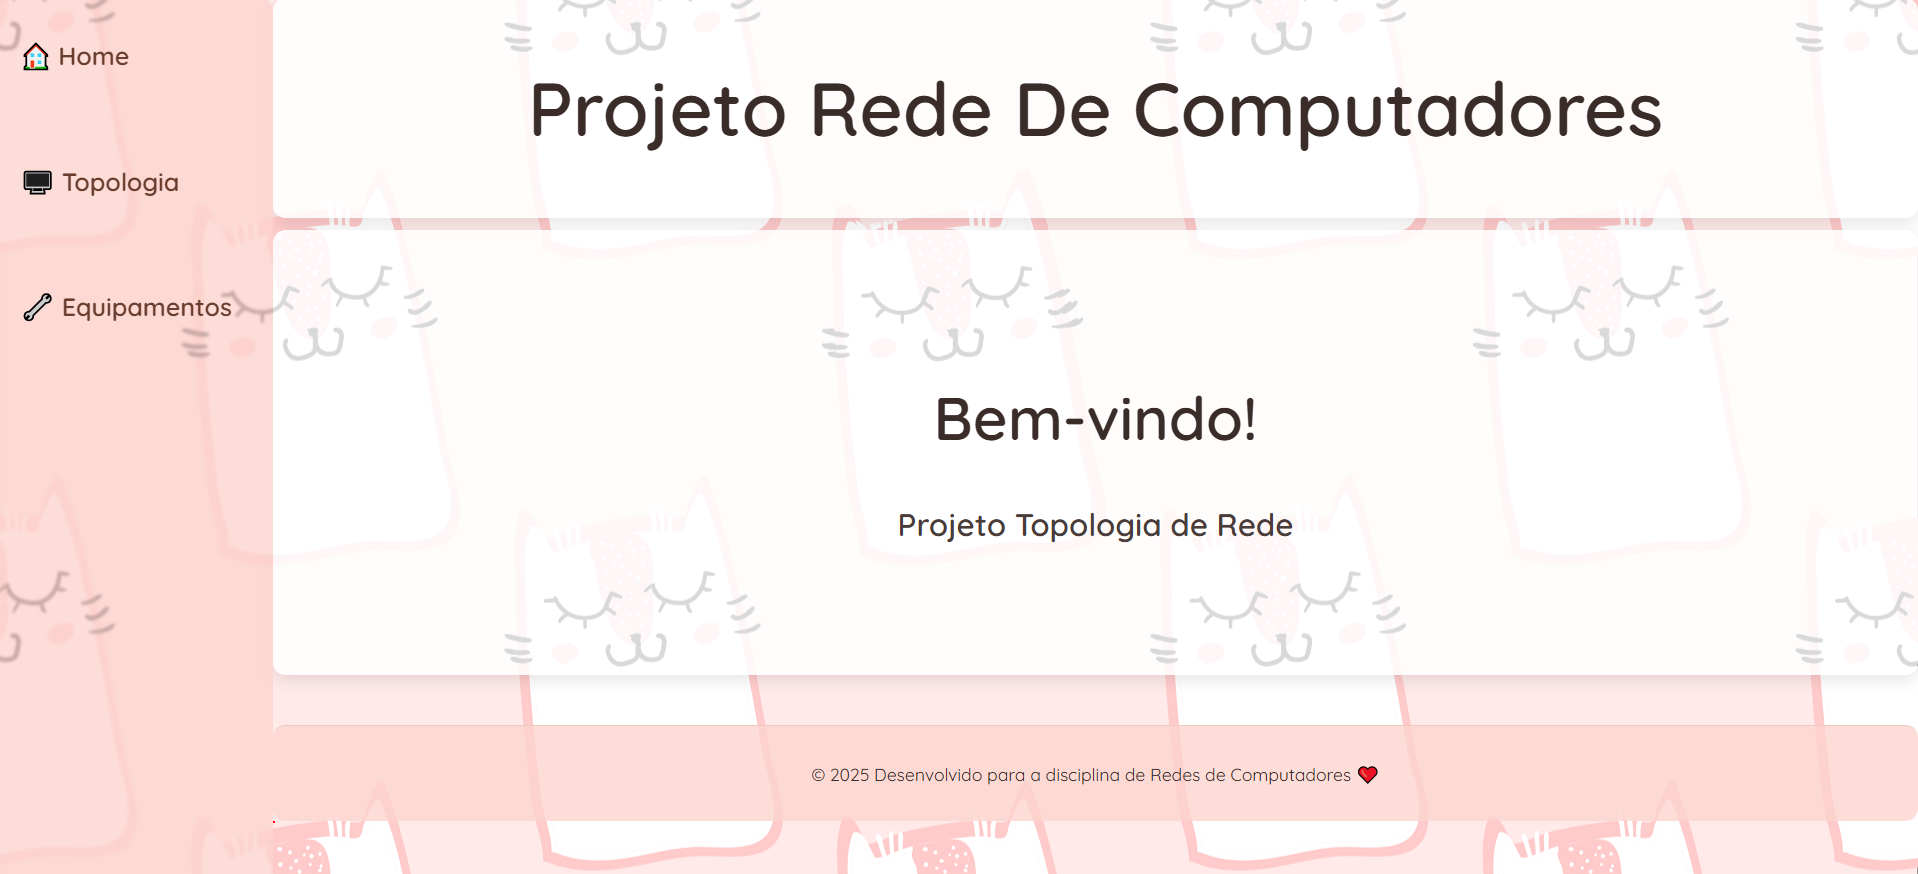 Home
Topologia
Equipamentos
Projeto Rede De Computadores
Bem-vindo!
Projeto Topologia de Rede
© 2025 Desenvolvido para a disciplina de Redes de Computadores ❤️